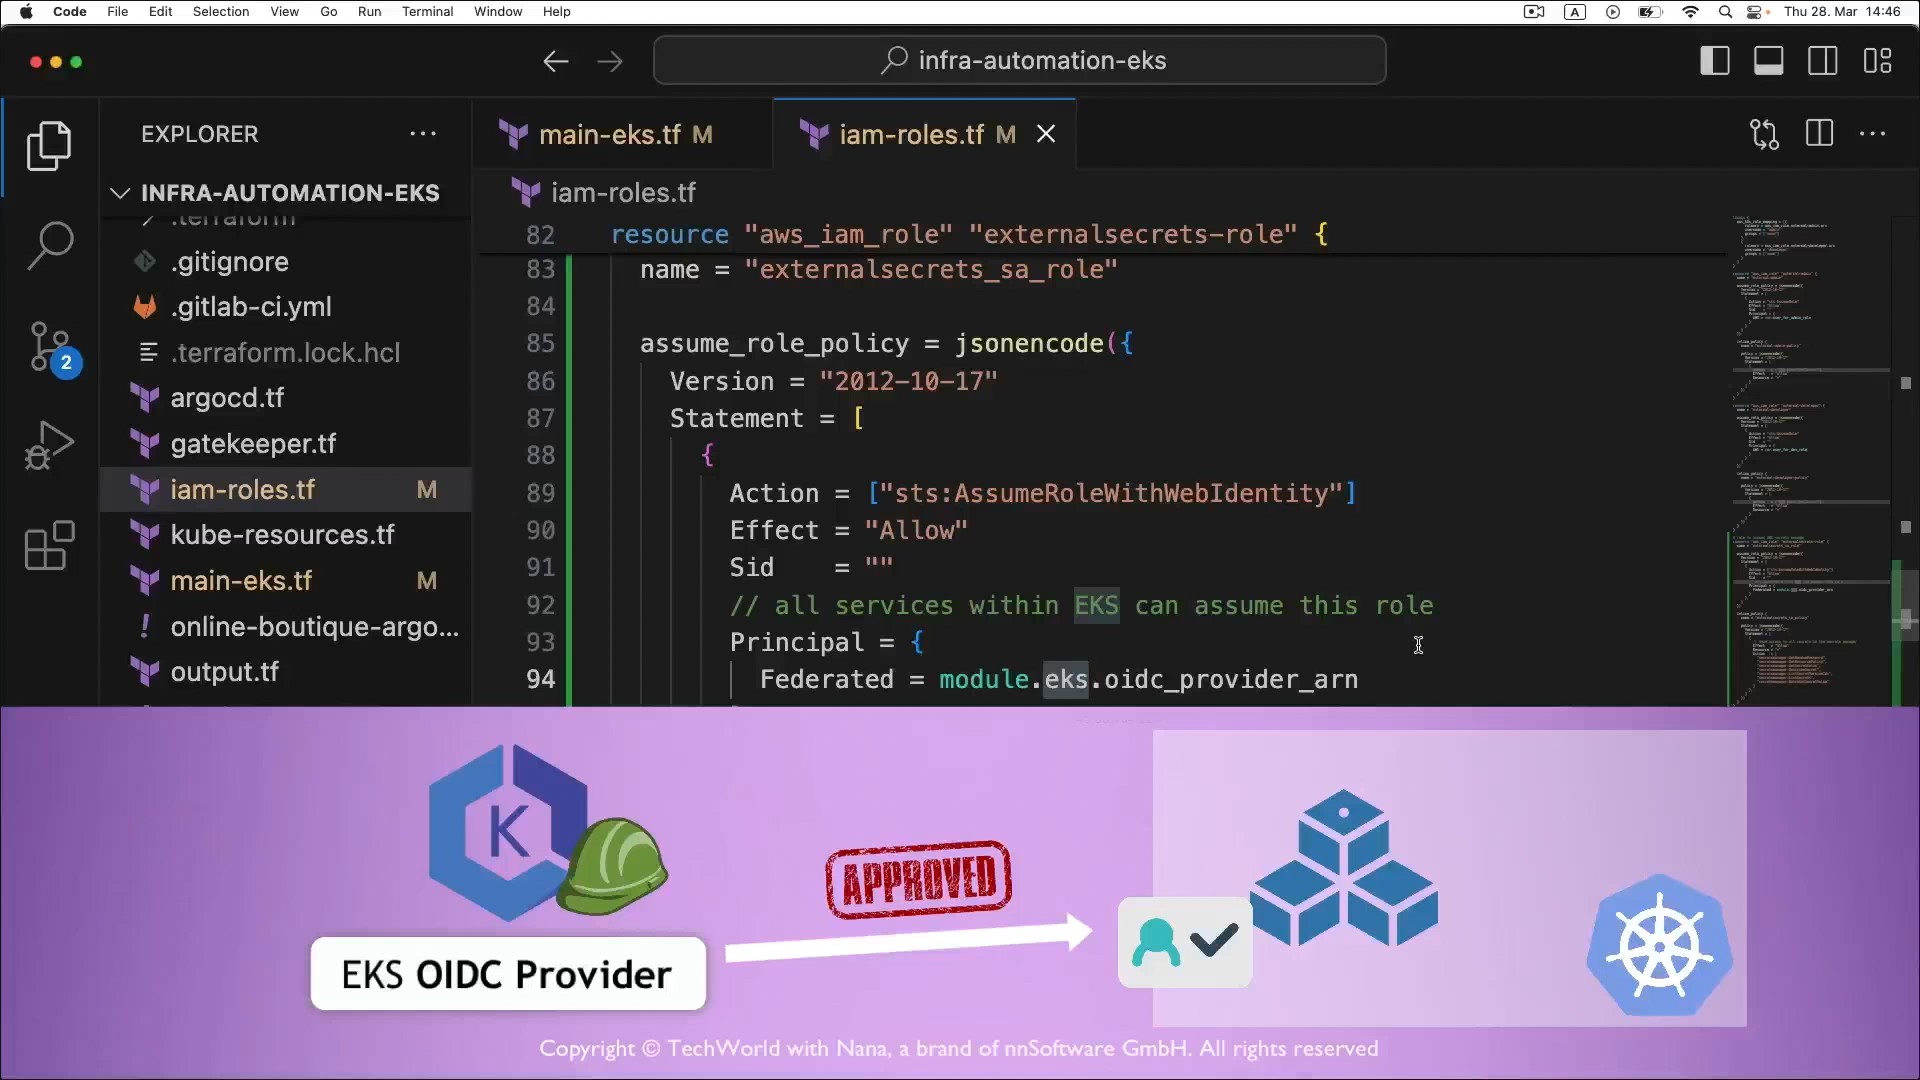 Code File Edit Selection View Go Run Terminal Window Help A Thu 28. Mar 14:46
infra-automation-eks
EXPLORER
INFRA-AUTOMATION-EKS
.terraform
.gitignore
.gitlab-ci.yml
.terraform.lock.hcl
argocd.tf
gatekeeper.tf
iam-roles.tf M
kube-resources.tf
main-eks.tf M
online-boutique-argo...
output.tf
2
main-eks.tf M
iam-roles.tf M
iam-roles.tf
82 resource "aws_iam_role" "externalsecrets-role" {
83 name = "externalsecrets_sa_role"
84
85 assume_role_policy = jsonencode({
86 Version = "2012-10-17"
87 Statement = [
88 {
89 Action = ["sts:AssumeRoleWithWebIdentity"]
90 Effect = "Allow"
91 Sid = ""
92 // all services within EKS can assume this role
93 Principal = {
94 Federated = module.eks.oidc_provider_arn
K
APPROVED
EKS OIDC Provider
Copyright © TechWorld with Nana, a brand of nnSoftware GmbH. All rights reserved